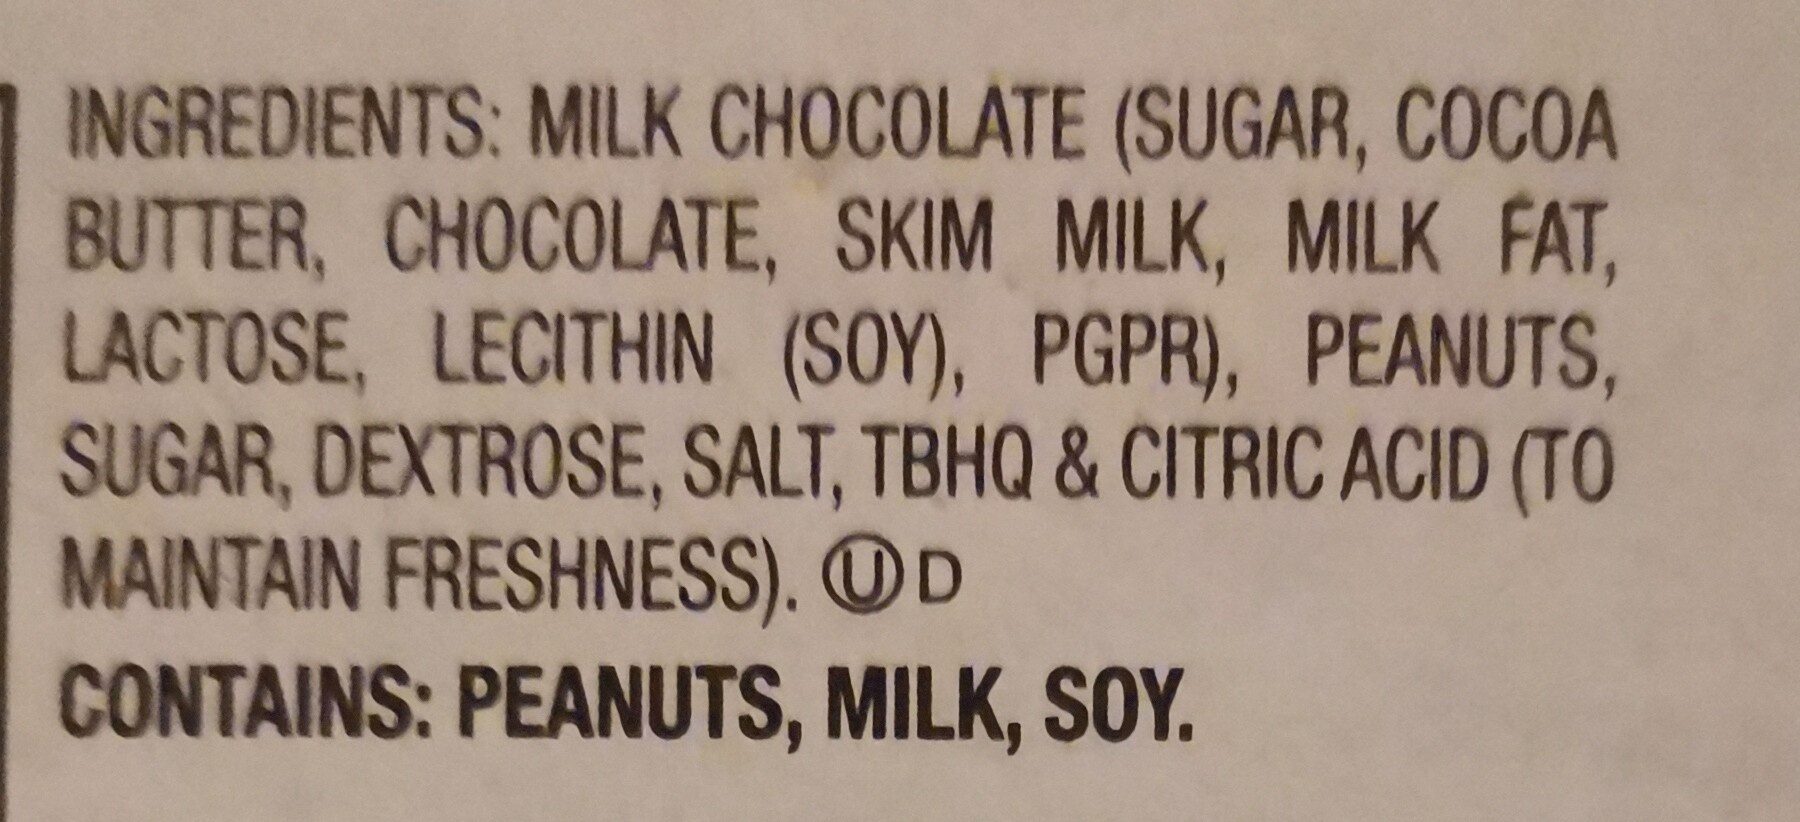 INGREDIENTS: MILK CHOCOLATE (SUGAR, COCOA
BUTTER, CHOCOLATE, SKIM MILK, MILK FAT,
LACTOSE, LECITHIN (SOY), PGPR), PEANUTS,
SUGAR, DEXTROSE, SALT, TBHQ & CITRIC ACID (TO
MAINTAIN FRESHNESS). Ⓤ D
CONTAINS: PEANUTS, MILK, SOY.